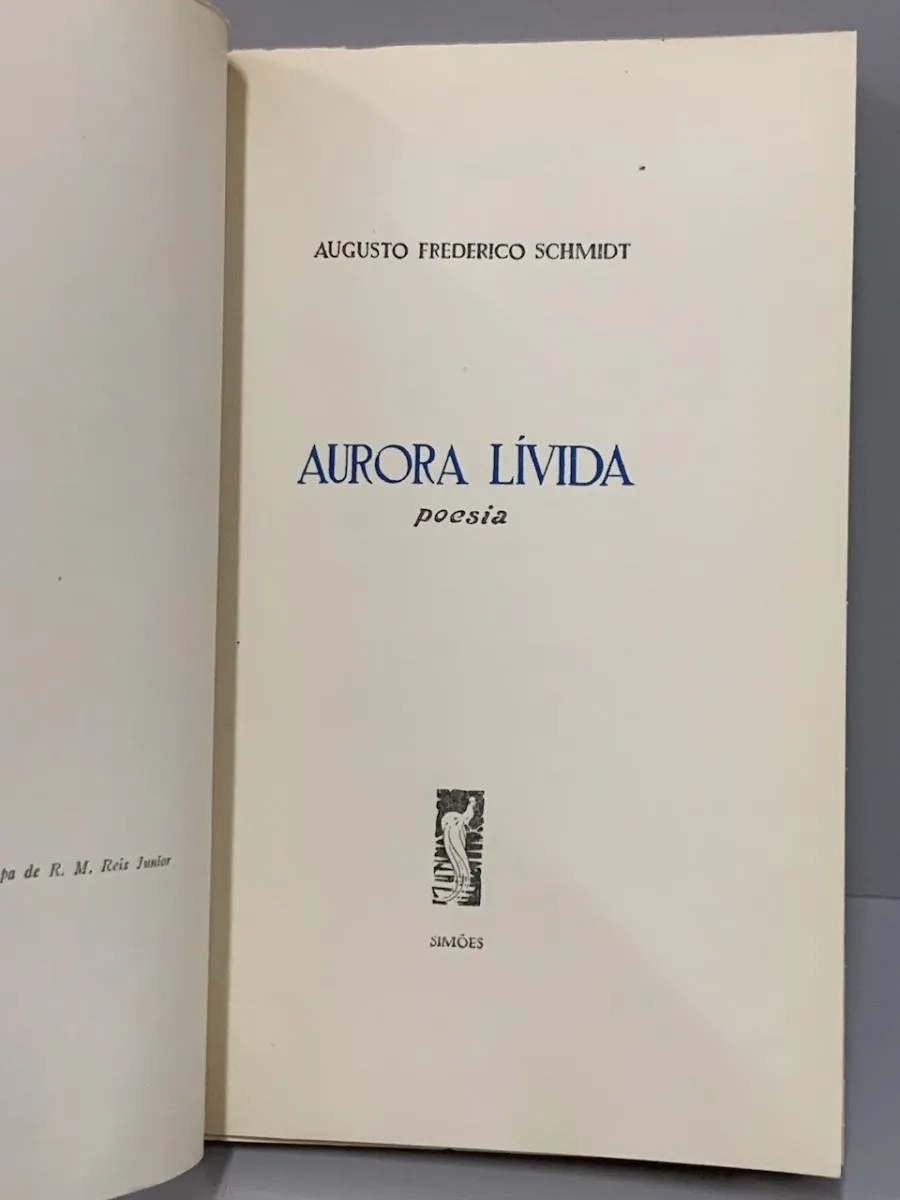 pa de R. M. Reis Junior
AUGUSTO FREDERICO SCHMIDT
AURORA LÍVIDA
poesia
SIMÕES